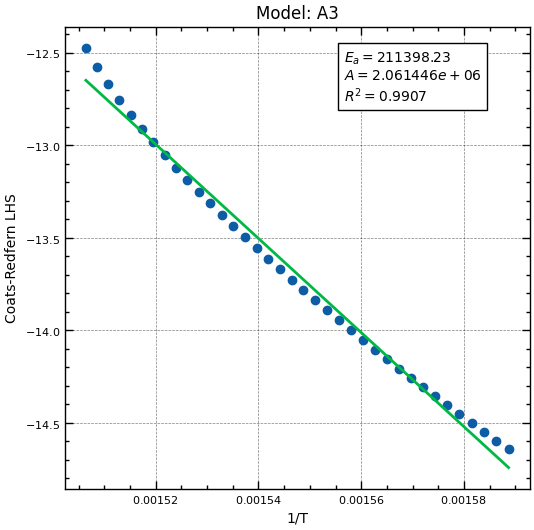 Model: A3
E_a = 211398.23
A = 2.061446e + 06
R^2 = 0.9907
Coats-Redfern LHS
−12.5
−13.0
−13.5
−14.0
−14.5
0.00152 0.00154 0.00156 0.00158
1/T